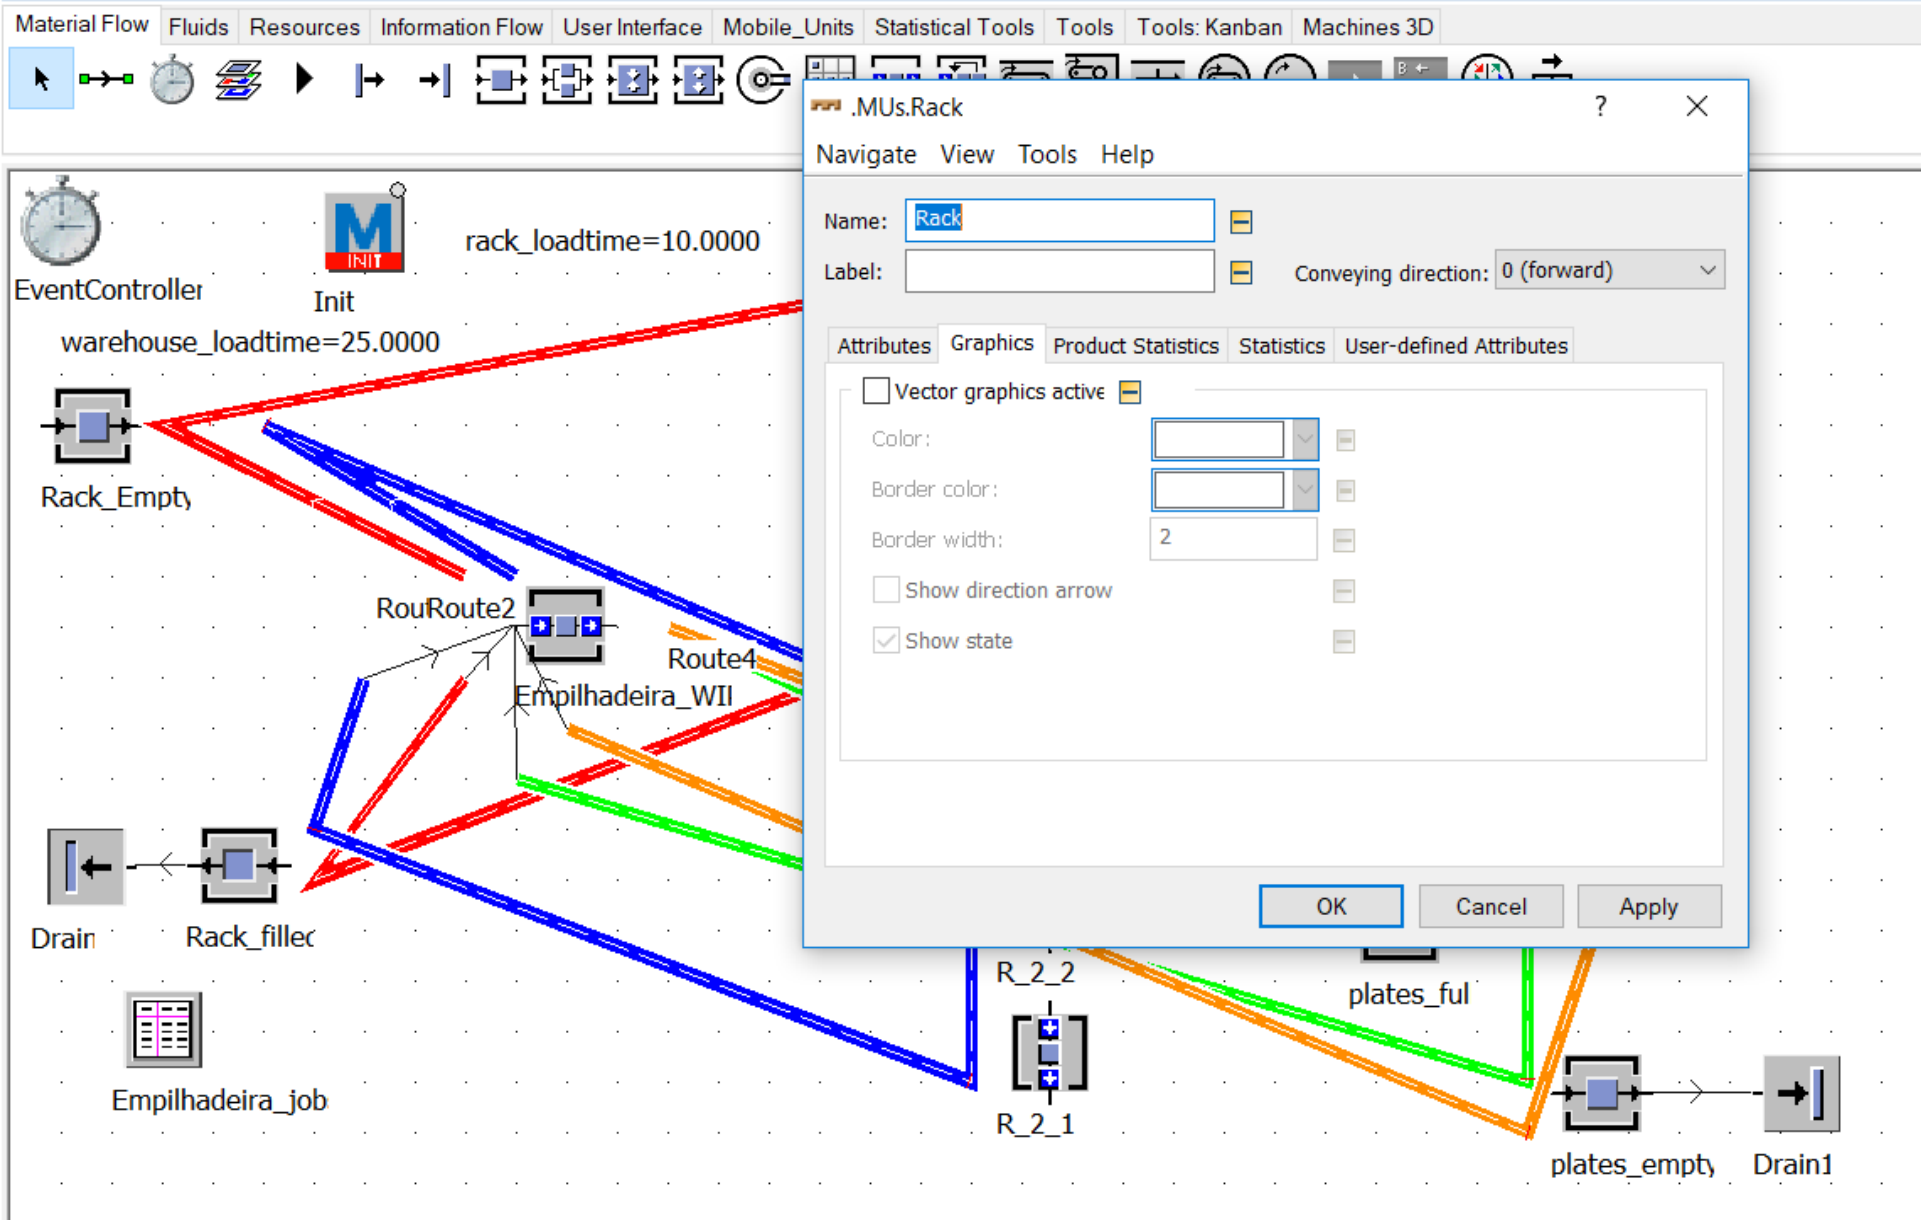 Material Flow Fluids Resources Information Flow User Interface Mobile_Units Statistical Tools Tools Tools: Kanban Machines 3D
B
.MUs.Rack ?
Navigate View Tools Help
Name: Rack
Label: Conveying direction: 0 (forward)
Attributes Graphics Product Statistics Statistics User-defined Attributes
Vector graphics active
Color:
Border color:
Border width: 2
Show direction arrow
Show state
OK Cancel Apply
M
INIT
rack_loadtime=10.0000
EventController
Init
warehouse_loadtime=25.0000
Rack_Empty
RouRoute2
Route4
Empilhadeira_WI
Drain
Rack_filled
R_2_2
plates_ful
Empilhadeira_job
R_2_1
plates_empty
Drain1